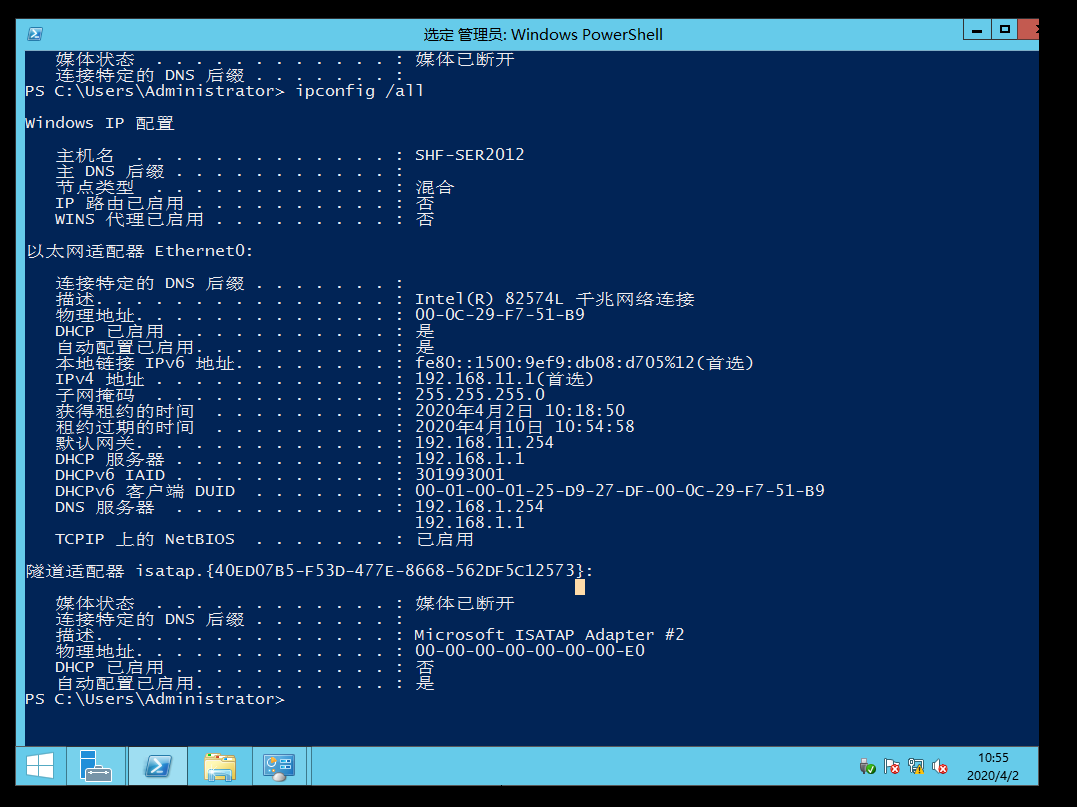 选定 管理员: Windows PowerShell
媒体状态 . . . . . . . . . . . . : 媒体已断开
连接特定的 DNS 后缀 . . . . . . . :
PS C:\Users\Administrator> ipconfig /all
Windows IP 配置
主机名 . . . . . . . . . . . . . : SHF-SER2012
主 DNS 后缀 . . . . . . . . . . . :
节点类型 . . . . . . . . . . . . : 混合
IP 路由已启用 . . . . . . . . . . : 否
WINS 代理已启用 . . . . . . . . . : 否
以太网适配器 Ethernet0:
连接特定的 DNS 后缀 . . . . . . . :
描述. . . . . . . . . . . . . . . : Intel(R) 82574L 千兆网络连接
物理地址. . . . . . . . . . . . . : 00-0C-29-F7-51-B9
DHCP 已启用 . . . . . . . . . . . : 是
自动配置已启用. . . . . . . . . . : 是
本地链接 IPv6 地址. . . . . . . . : fe80::1500:9ef9:db08:d705%12(首选)
IPv4 地址 . . . . . . . . . . . . : 192.168.11.1(首选)
子网掩码 . . . . . . . . . . . . : 255.255.255.0
获得租约的时间 . . . . . . . . . : 2020年4月2日 10:18:50
租约过期的时间 . . . . . . . . . : 2020年4月10日 10:54:58
默认网关. . . . . . . . . . . . . : 192.168.11.254
DHCP 服务器 . . . . . . . . . . . : 192.168.1.1
DHCPv6 IAID . . . . . . . . . . . : 301993001
DHCPv6 客户端 DUID . . . . . . . : 00-01-00-01-25-D9-27-DF-00-0C-29-F7-51-B9
DNS 服务器 . . . . . . . . . . . : 192.168.1.254
192.168.1.1
TCPIP 上的 NetBIOS . . . . . . . : 已启用
隧道适配器 isatap.{40ED07B5-F53D-477E-8668-562DF5C12573}:
媒体状态 . . . . . . . . . . . . : 媒体已断开
连接特定的 DNS 后缀 . . . . . . . :
描述. . . . . . . . . . . . . . . : Microsoft ISATAP Adapter #2
物理地址. . . . . . . . . . . . . : 00-00-00-00-00-00-00-E0
DHCP 已启用 . . . . . . . . . . . : 否
自动配置已启用. . . . . . . . . . : 是
PS C:\Users\Administrator>
10:55
2020/4/2